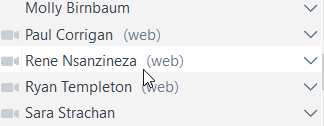 Molly Birnbaum
Paul Corrigan (web)
Rene Nsanzineza (web)
Ryan Templeton (web)
Sara Strachan